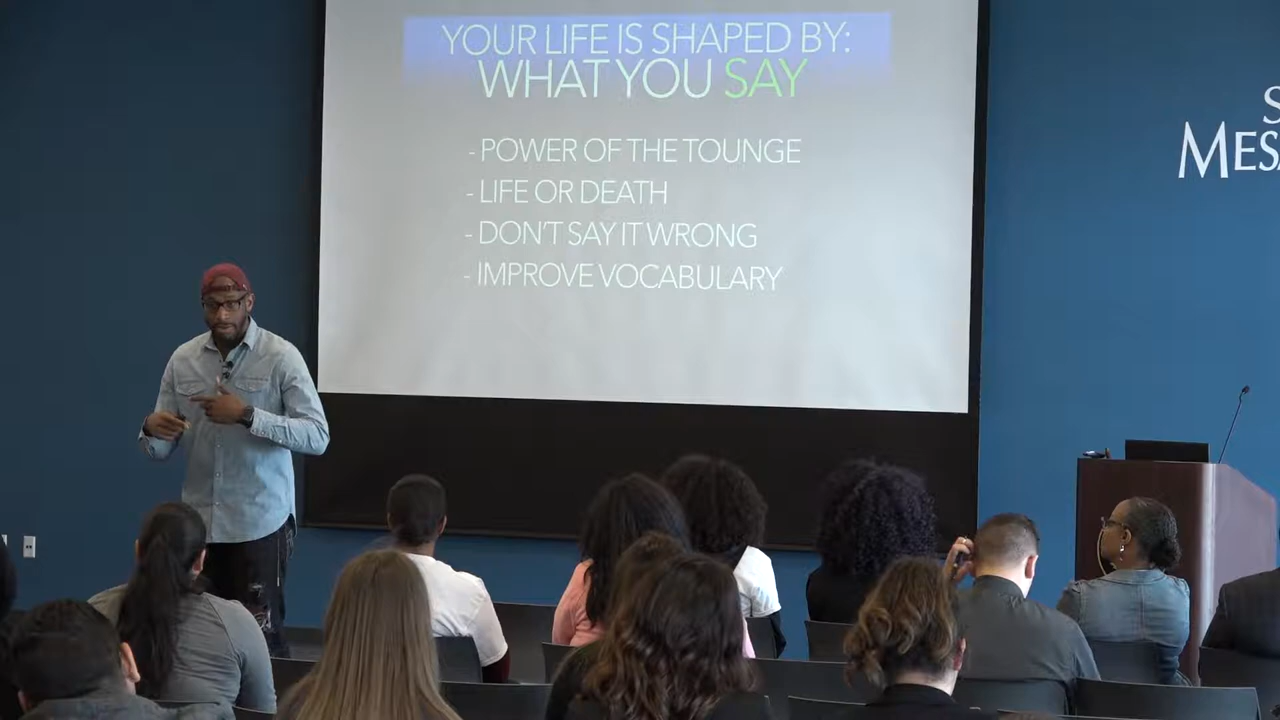 YOUR LIFE IS SHAPED BY:
WHAT YOU SAY
- POWER OF THE TOUNGE
- LIFE OR DEATH
- DON'T SAY IT WRONG
- IMPROVE VOCABULARY